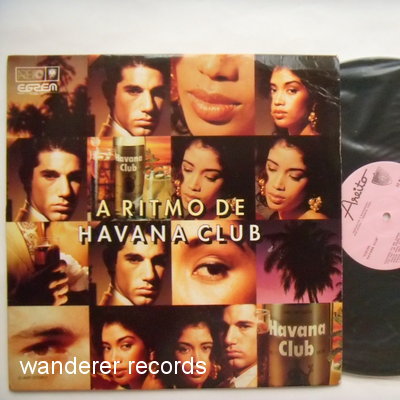 EGREM
Havana
Club
A RITMO DE
HAVANA CLUB
Areito
Havana
Club
wanderer records